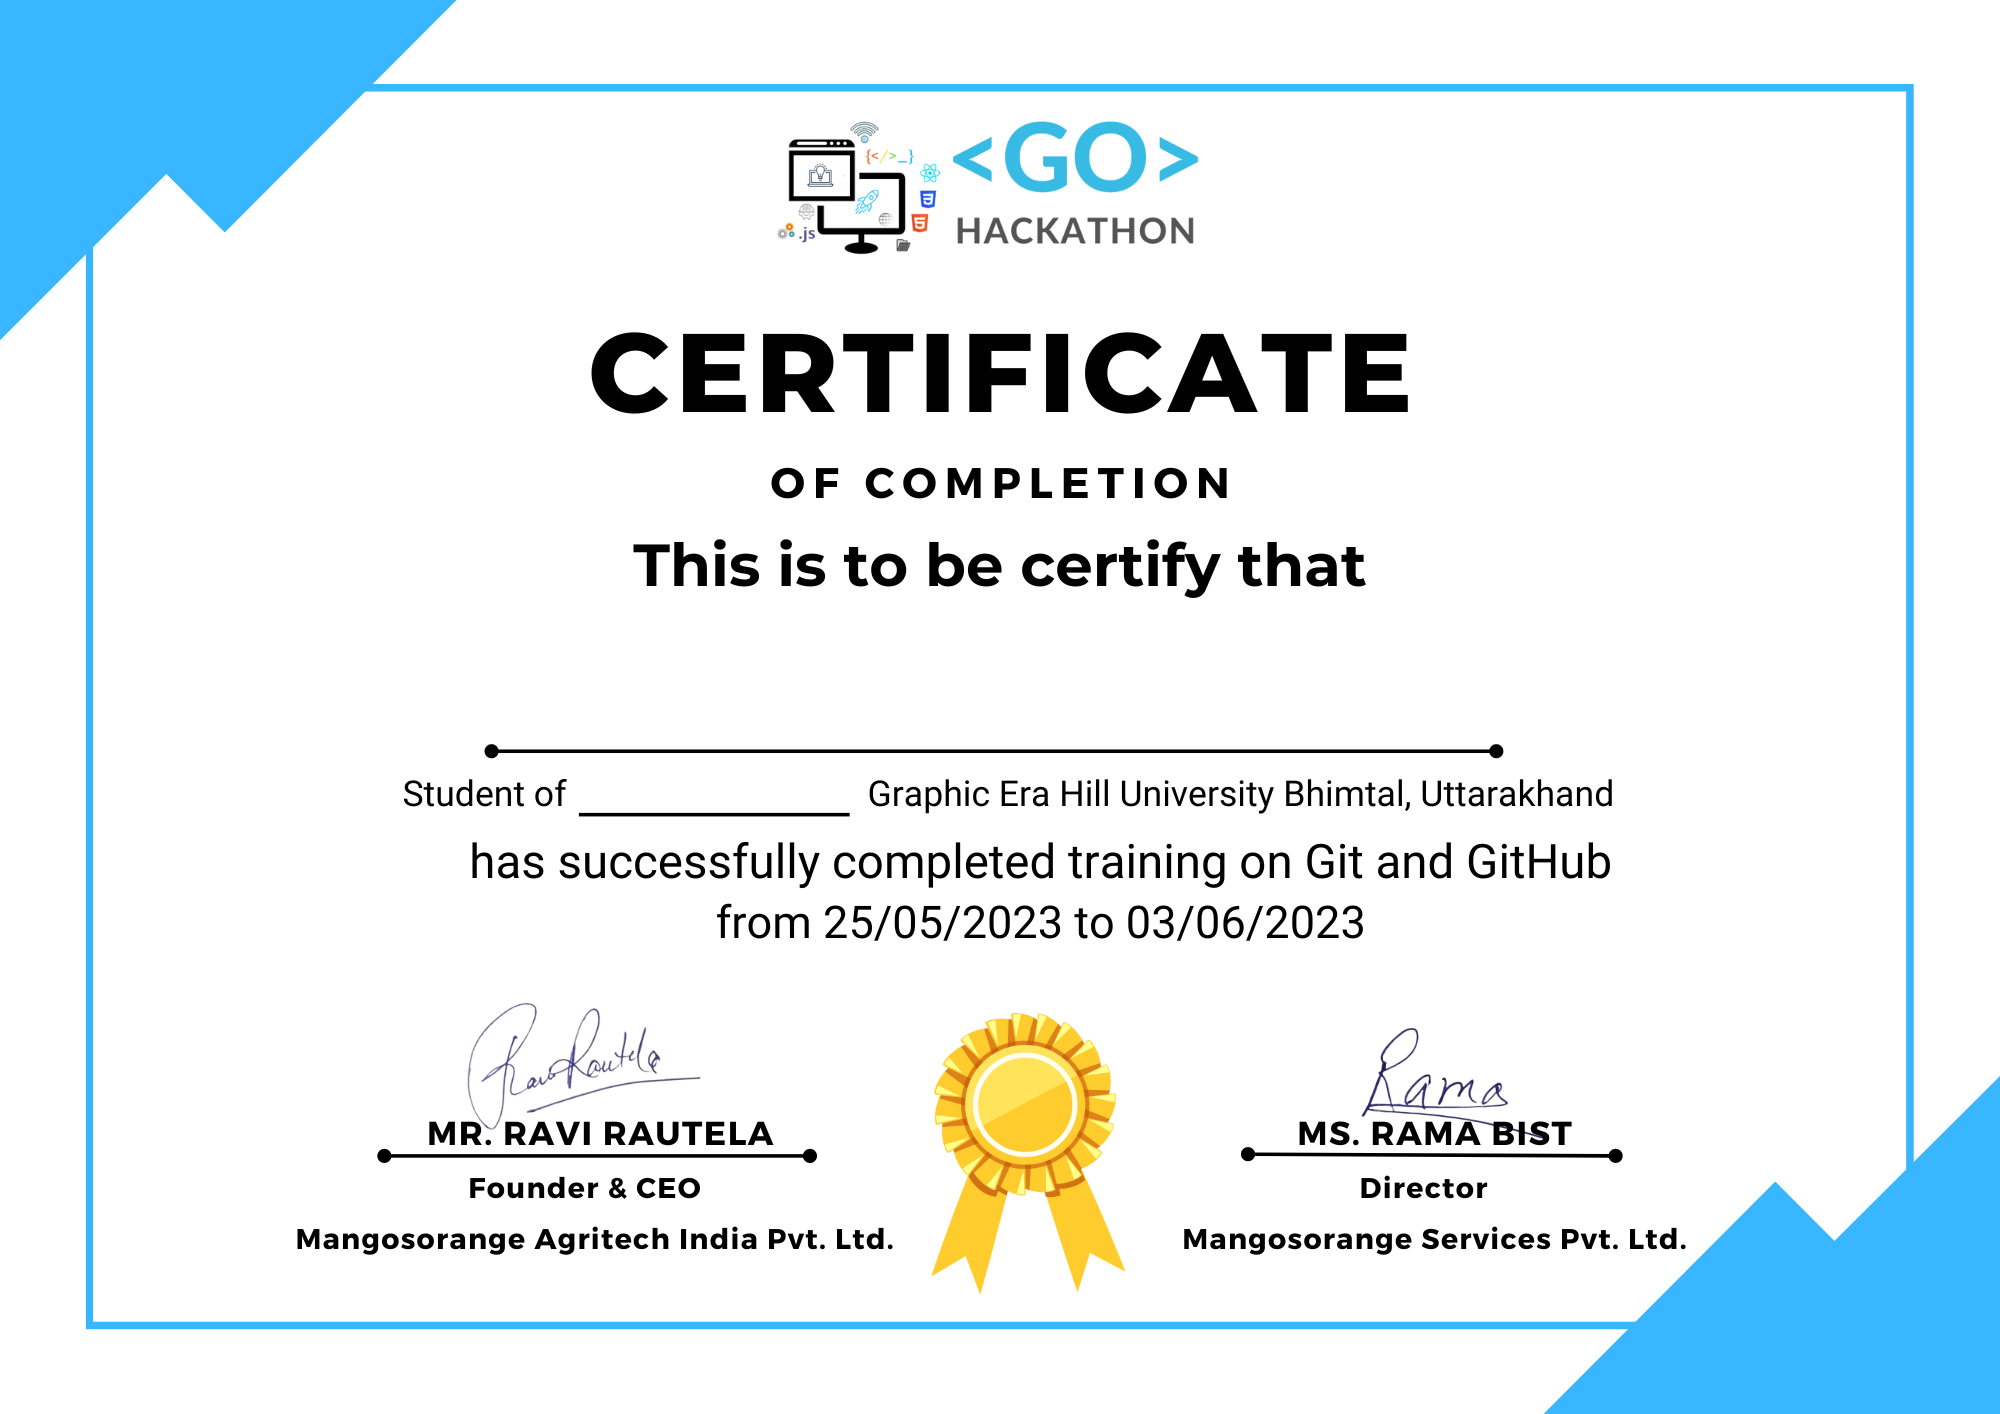 {</>_}
<GO>
.js
HACKATHON
CERTIFICATE
OF COMPLETION
This is to be certify that
Student of Graphic Era Hill University Bhimtal, Uttarakhand
has successfully completed training on Git and GitHub
from 25/05/2023 to 03/06/2023
Ravi Rautela
Rama
MR. RAVI RAUTELA
MS. RAMA BIST
Founder & CEO
Director
Mangosorange Agritech India Pvt. Ltd.
Mangosorange Services Pvt. Ltd.